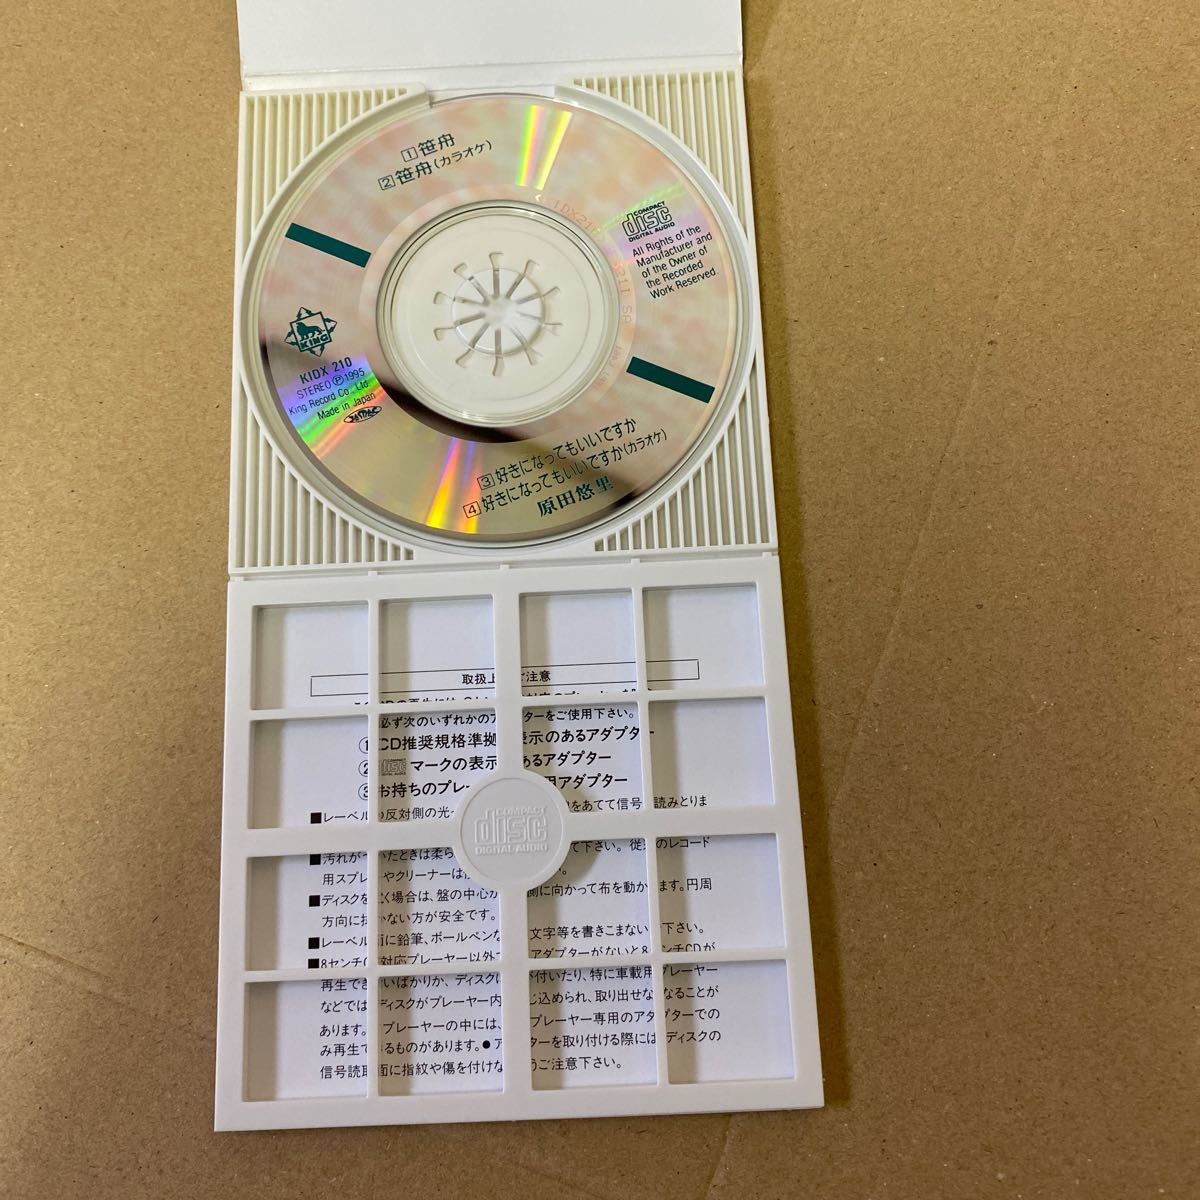 1 笹舟
2 笹舟(カラオケ)
COMPACT
disc
DIGITAL AUDIO
All Rights of the
Manufacturer and
of the Owner of
the Recorded
Work Reserved.
KING
KIDX 210
STEREO Ⓟ1995
King Record Co., Ltd.
Made in Japan
3 好きになってもいいですか
4 好きになってもいいですか(カラオケ)
原田悠里
取扱上 ご注意
必ず次のいずれかのア ターをご使用下さい。
① CD推奨規格準拠 表示のあるアダプター
② disc マークの表示 あるアダプター
③ お持ちのプレー 用アダプター
COMPACT
disc
DIGITAL AUDIO
■レーベル の反対側の光 をあてて信号 読みとりま
■汚れが いたときは柔ら て下さい。従来のレコード
用スプレー やクリーナーは
■ディスクを く場合は、盤の中心か 側に向かって布を動か ます。円周
方向に拭かない方が安全です。
■レーベル 面に鉛筆、ボールペン 文字等を書きこまない 下さい。
■8センチC 対応プレーヤー以外 アダプターがないと8 ンチCDが
再生でき いばかりか、ディスクに が付いたり、特に車載用 レーヤー
などでは ディスクがプレーヤー内 じ込められ、取り出せな なることが
あります。 プレーヤーの中には、 プレーヤー専用のアダプターでの
み再生で るものがあります。●ア ターを取り付ける際には ディスクの
信号読取面に指紋や傷を付けな うご注意下さい。